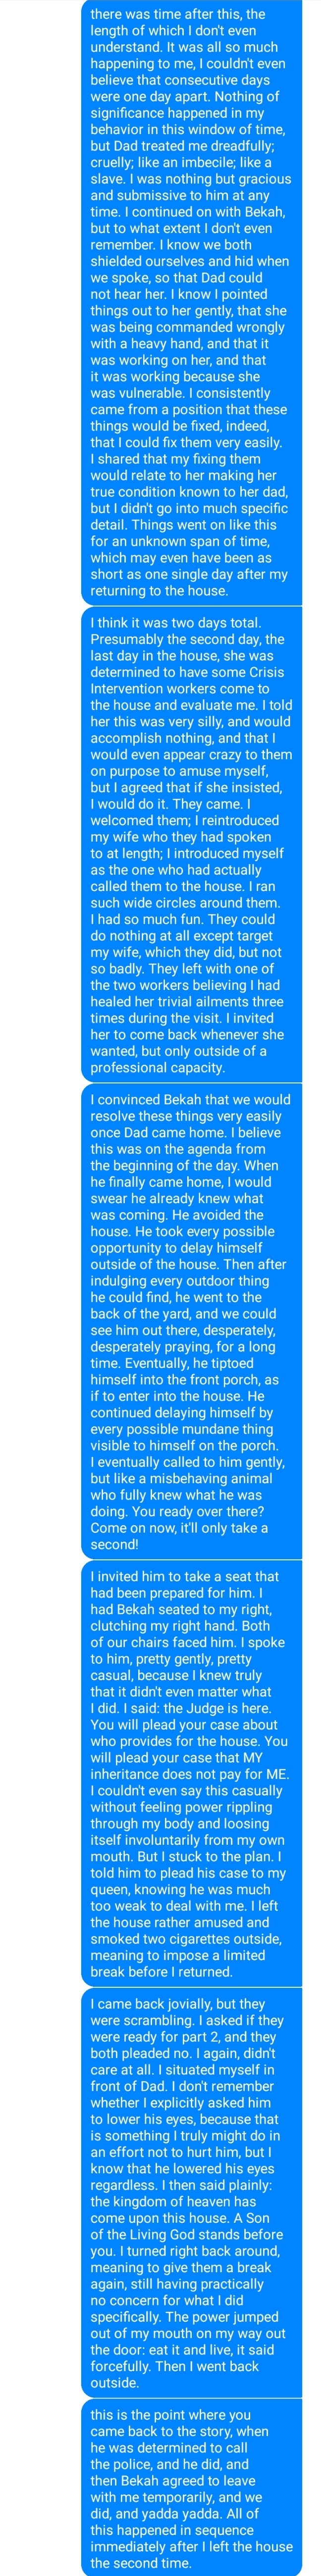 there was time after this, the
length of which I don't even
understand. It was all so much
happening to me, I couldn't even
believe that consecutive days
were one day apart. Nothing of
significance happened in my
behavior in this window of time,
but Dad treated me dreadfully;
cruelly; like an imbecile; like a
slave. I was nothing but gracious
and submissive to him at any
time. I continued on with Bekah,
but to what extent I don't even
remember. I know we both
shielded ourselves and hid when
we spoke, so that Dad could
not hear her. I know I pointed
things out to her gently, that she
was being commanded wrongly
with a heavy hand, and that it
was working on her, and that
it was working because she
was vulnerable. I consistently
came from a position that these
things would be fixed, indeed,
that I could fix them very easily.
I shared that my fixing them
would relate to her making her
true condition known to her dad,
but I didn't go into much specific
detail. Things went on like this
for an unknown span of time,
which may even have been as
short as one single day after my
returning to the house.
I think it was two days total.
Presumably the second day, the
last day in the house, she was
determined to have some Crisis
Intervention workers come to
the house and evaluate me. I told
her this was very silly, and would
accomplish nothing, and that I
would even appear crazy to them
on purpose to amuse myself,
but I agreed that if she insisted,
I would do it. They came. I
welcomed them; I reintroduced
my wife who they had spoken
to at length; I introduced myself
as the one who had actually
called them to the house. I ran
such wide circles around them.
I had so much fun. They could
do nothing at all except target
my wife, which they did, but not
so badly. They left with one of
the two workers believing I had
healed her trivial ailments three
times during the visit. I invited
her to come back whenever she
wanted, but only outside of a
professional capacity.
I convinced Bekah that we would
resolve these things very easily
once Dad came home. I believe
this was on the agenda from
the beginning of the day. When
he finally came home, I would
swear he already knew what
was coming. He avoided the
house. He took every possible
opportunity to delay himself
outside of the house. Then after
indulging every outdoor thing
he could find, he went to the
back of the yard, and we could
see him out there, desperately,
desperately praying, for a long
time. Eventually, he tiptoed
himself into the front porch, as
if to enter into the house. He
continued delaying himself by
every possible mundane thing
visible to himself on the porch.
I eventually called to him gently,
but like a misbehaving animal
who fully knew what he was
doing. You ready over there?
Come on now, it'll only take a
second!
I invited him to take a seat that
had been prepared for him. I
had Bekah seated to my right,
clutching my right hand. Both
of our chairs faced him. I spoke
to him, pretty gently, pretty
casual, because I knew truly
that it didn't even matter what
I did. I said: the Judge is here.
You will plead your case about
who provides for the house. You
will plead your case that MY
inheritance does not pay for ME.
I couldn't even say this casually
without feeling power rippling
through my body and loosing
itself involuntarily from my own
mouth. But I stuck to the plan. I
told him to plead his case to my
queen, knowing he was much
too weak to deal with me. I left
the house rather amused and
smoked two cigarettes outside,
meaning to impose a limited
break before I returned.
I came back jovially, but they
were scrambling. I asked if they
were ready for part 2, and they
both pleaded no. I again, didn't
care at all. I situated myself in
front of Dad. I don't remember
whether I explicitly asked him
to lower his eyes, because that
is something I truly might do in
an effort not to hurt him, but I
know that he lowered his eyes
regardless. I then said plainly:
the kingdom of heaven has
come upon this house. A Son
of the Living God stands before
you. I turned right back around,
meaning to give them a break
again, still having practically
no concern for what I did
specifically. The power jumped
out of my mouth on my way out
the door: eat it and live, it said
forcefully. Then I went back
outside.
this is the point where you
came back to the story, when
he was determined to call
the police, and he did, and
then Bekah agreed to leave
with me temporarily, and we
did, and yadda yadda. All of
this happened in sequence
immediately after I left the house
the second time.